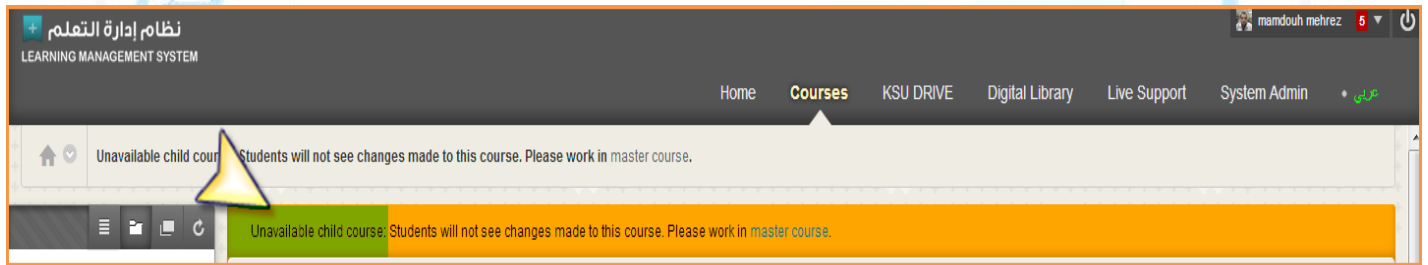 نظام إدارة التعلم
LEARNING MANAGEMENT SYSTEM
mamdouh mehrez 5
Home Courses KSU DRIVE Digital Library Live Support System Admin عربي
Unavailable child cour Students will not see changes made to this course. Please work in master course.
Unavailable child course: Students will not see changes made to this course. Please work in master course.